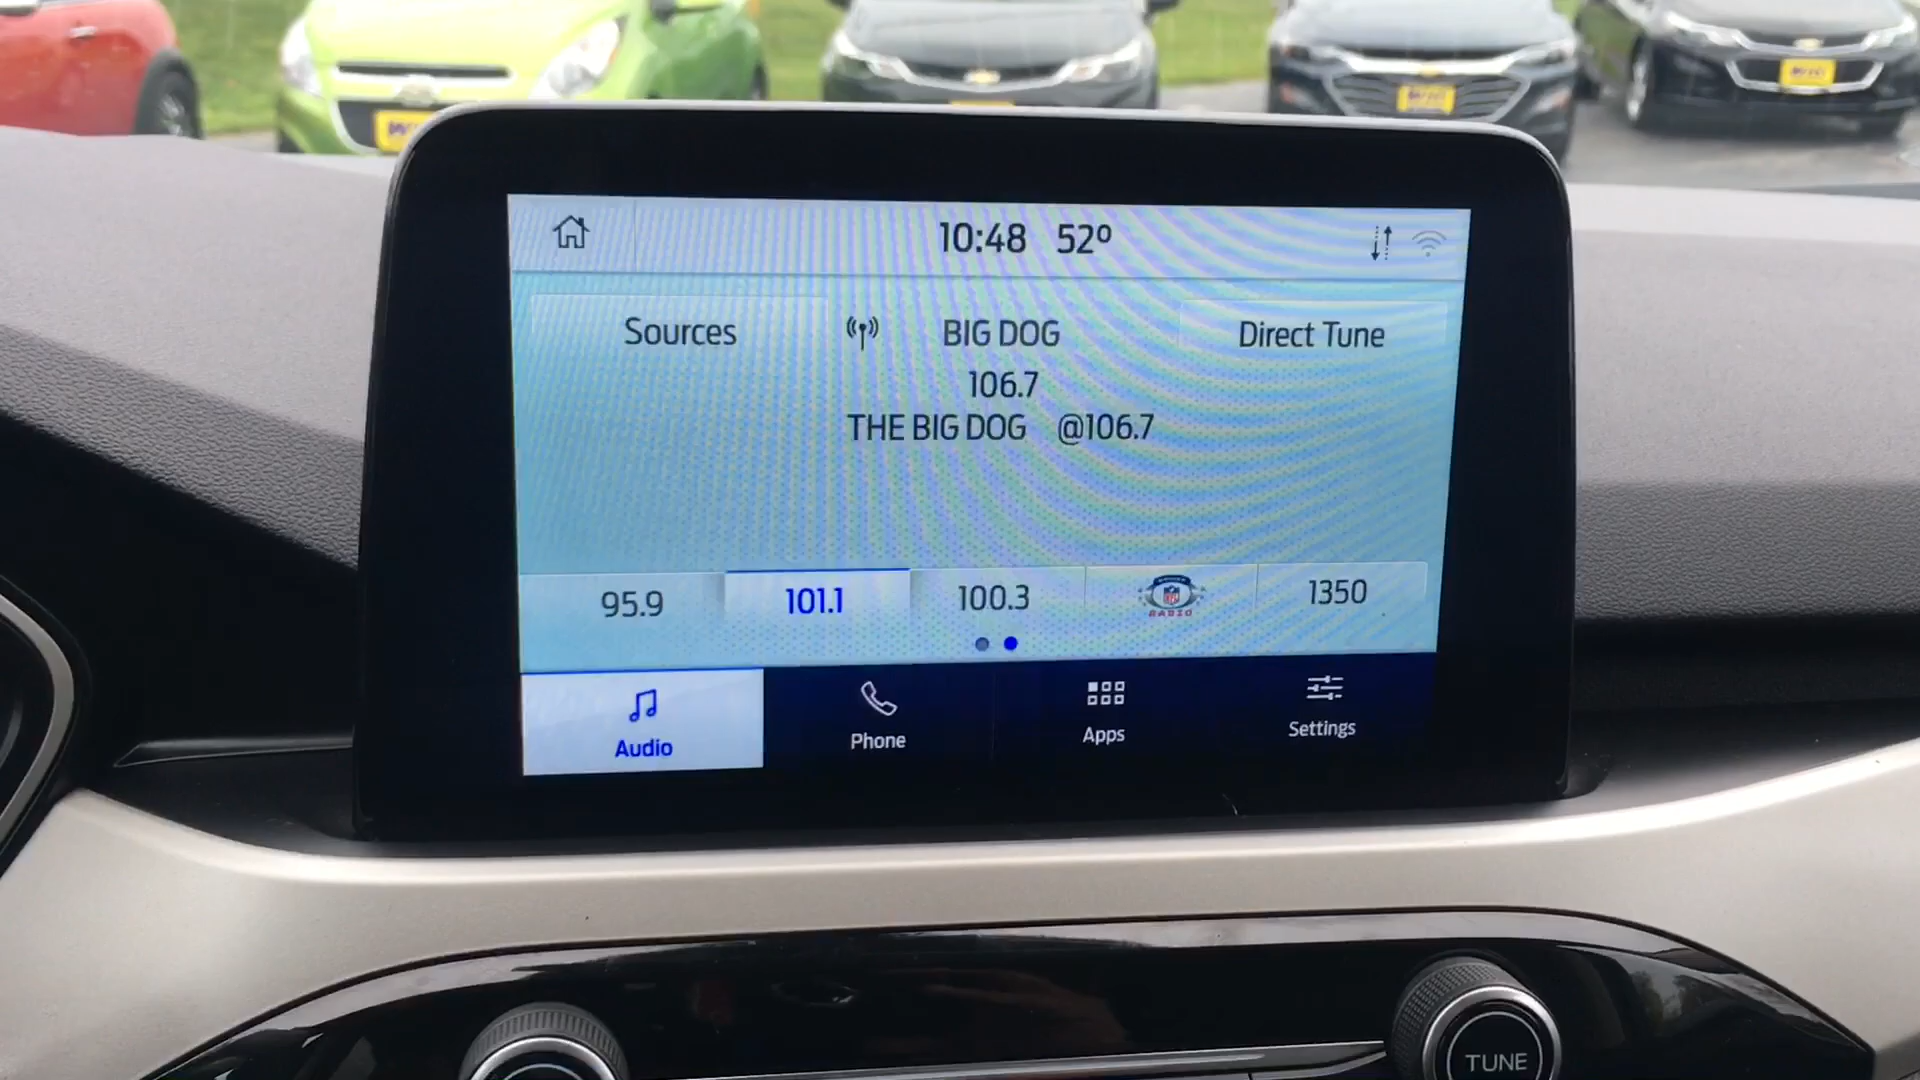 10:48 52º
Sources
BIG DOG
Direct Tune
106.7
THE BIG DOG @106.7
95.9
101.1
100.3
RADIO
1350
Audio
Phone
Apps
Settings
TUNE